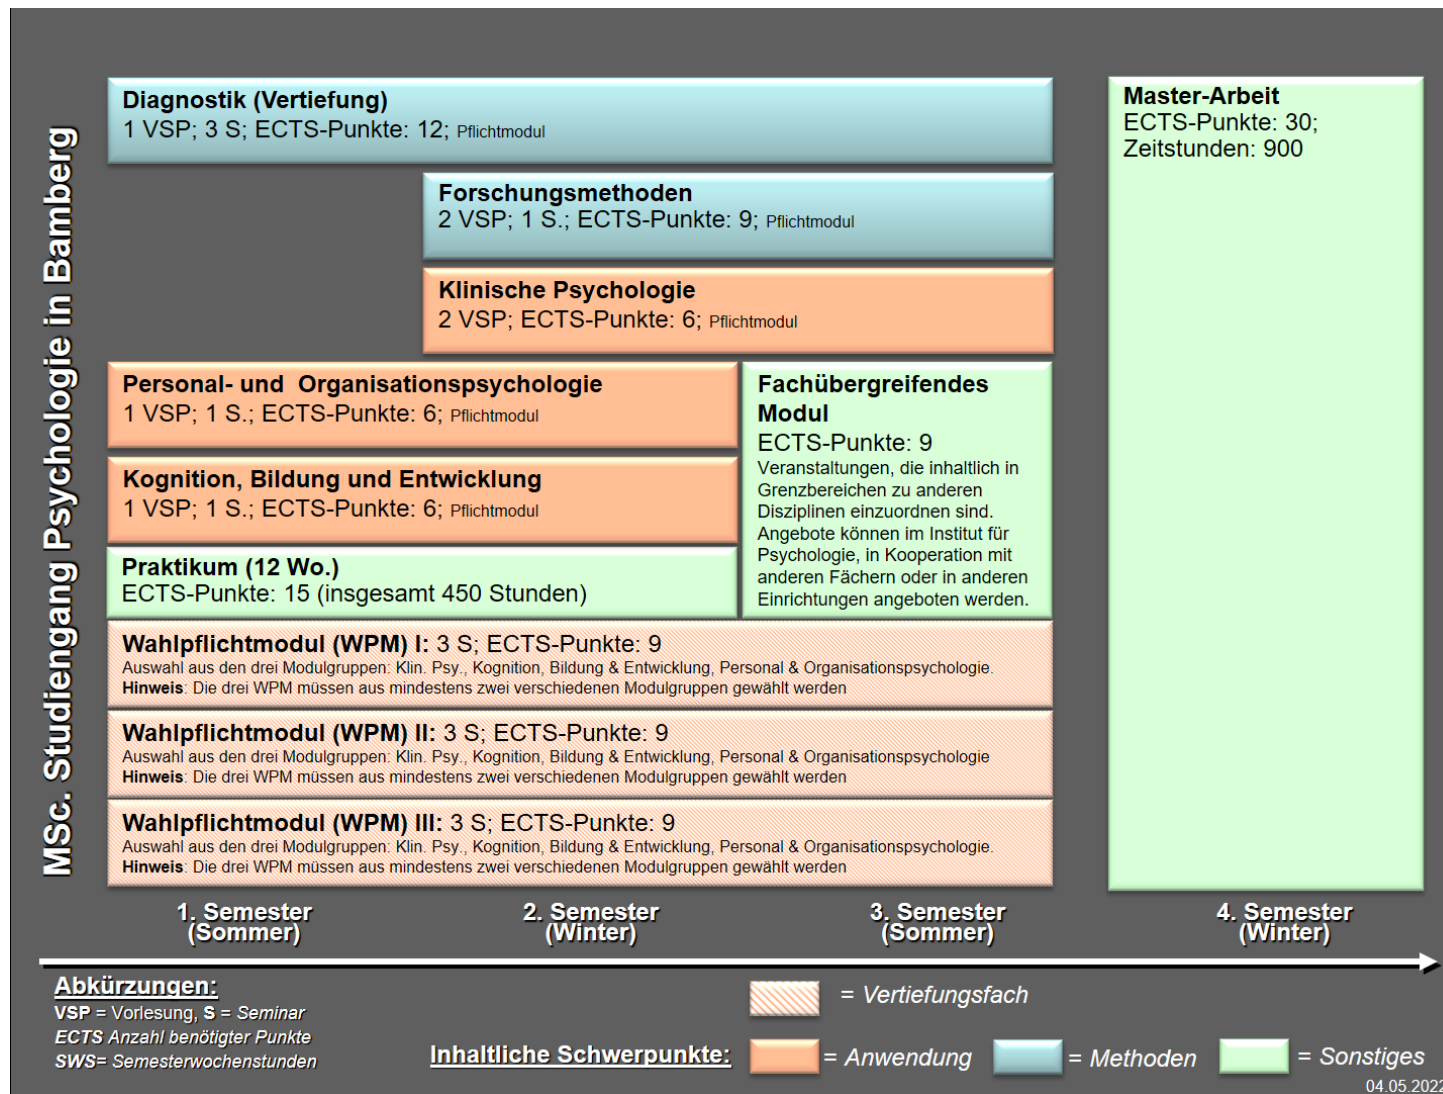 MSc. Studiengang Psychologie in Bamberg
Diagnostik (Vertiefung)
1 VSP; 3 S; ECTS-Punkte: 12; Pflichtmodul
Forschungsmethoden
2 VSP; 1 S.; ECTS-Punkte: 9; Pflichtmodul
Klinische Psychologie
2 VSP; ECTS-Punkte: 6; Pflichtmodul
Personal- und Organisationspsychologie
1 VSP; 1 S.; ECTS-Punkte: 6; Pflichtmodul
Kognition, Bildung und Entwicklung
1 VSP; 1 S.; ECTS-Punkte: 6; Pflichtmodul
Praktikum (12 Wo.)
ECTS-Punkte: 15 (insgesamt 450 Stunden)
Fachübergreifendes
Modul
ECTS-Punkte: 9
Veranstaltungen, die inhaltlich in
Grenzbereichen zu anderen
Disziplinen einzuordnen sind.
Angebote können im Institut für
Psychologie, in Kooperation mit
anderen Fächern oder in anderen
Einrichtungen angeboten werden.
Wahlpflichtmodul (WPM) I: 3 S; ECTS-Punkte: 9
Auswahl aus den drei Modulgruppen: Klin. Psy., Kognition, Bildung & Entwicklung, Personal & Organisationspsychologie.
Hinweis: Die drei WPM müssen aus mindestens zwei verschiedenen Modulgruppen gewählt werden
Wahlpflichtmodul (WPM) II: 3 S; ECTS-Punkte: 9
Auswahl aus den drei Modulgruppen: Klin. Psy., Kognition, Bildung & Entwicklung, Personal & Organisationspsychologie
Hinweis: Die drei WPM müssen aus mindestens zwei verschiedenen Modulgruppen gewählt werden
Wahlpflichtmodul (WPM) III: 3 S; ECTS-Punkte: 9
Auswahl aus den drei Modulgruppen: Klin. Psy., Kognition, Bildung & Entwicklung, Personal & Organisationspsychologie.
Hinweis: Die drei WPM müssen aus mindestens zwei verschiedenen Modulgruppen gewählt werden
Master-Arbeit
ECTS-Punkte: 30;
Zeitstunden: 900
1. Semester
(Sommer)
2. Semester
(Winter)
3. Semester
(Sommer)
4. Semester
(Winter)
Abkürzungen:
VSP = Vorlesung, S = Seminar
ECTS Anzahl benötigter Punkte
SWS= Semesterwochenstunden
= Vertiefungsfach
Inhaltliche Schwerpunkte:
= Anwendung
= Methoden
= Sonstiges
04.05.2022